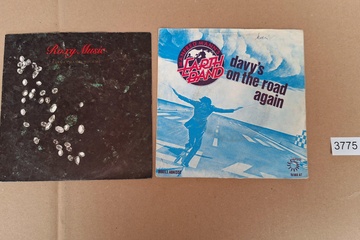 Roxy Music
EARTH
BAND
davy's
on the road
again
3775